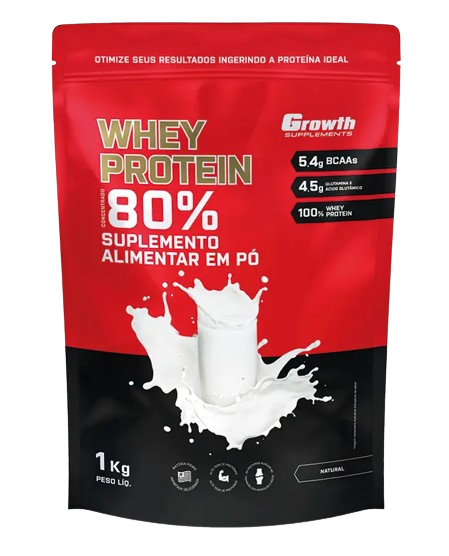 OTIMIZE SEUS RESULTADOS INGERINDO A PROTEÍNA IDEAL
Growth
SUPPLEMENTS
WHEY
PROTEIN
CONCENTRADO
80%
SUPLEMENTO
ALIMENTAR EM PÓ
5,4g BCAAs
4,5g GLUTAMINA E
ÁCIDO GLUTÂMICO
100% WHEY
PROTEIN
1Kg
PESO LÍQ.
NATURAL